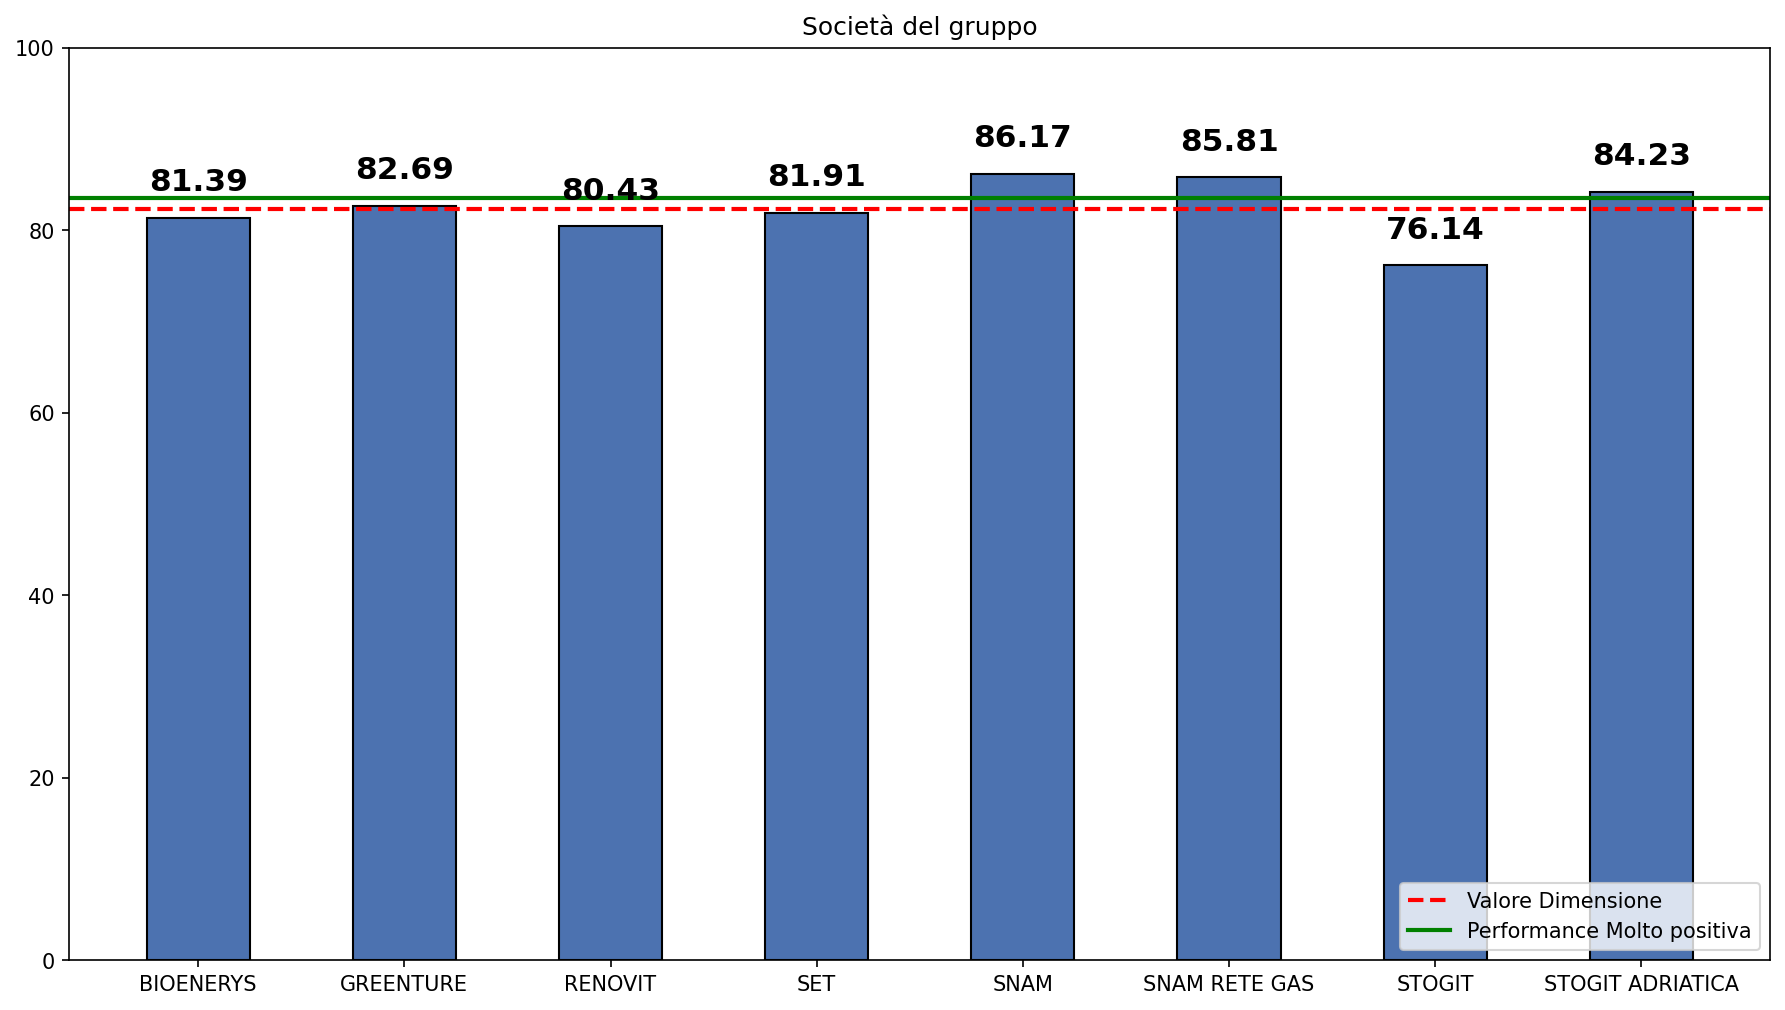 Società del gruppo
100
80
60
40
20
0
81.39
82.69
80.43
81.91
86.17
85.81
76.14
84.23
BIOENERYS
GREENTURE
RENOVIT
SET
SNAM
SNAM RETE GAS
STOGIT
STOGIT ADRIATICA
Valore Dimensione
Performance Molto positiva